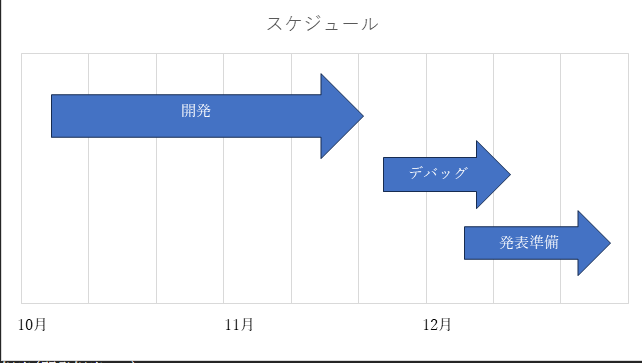 スケジュール
開発
デバッグ
発表準備
10月
11月
12月